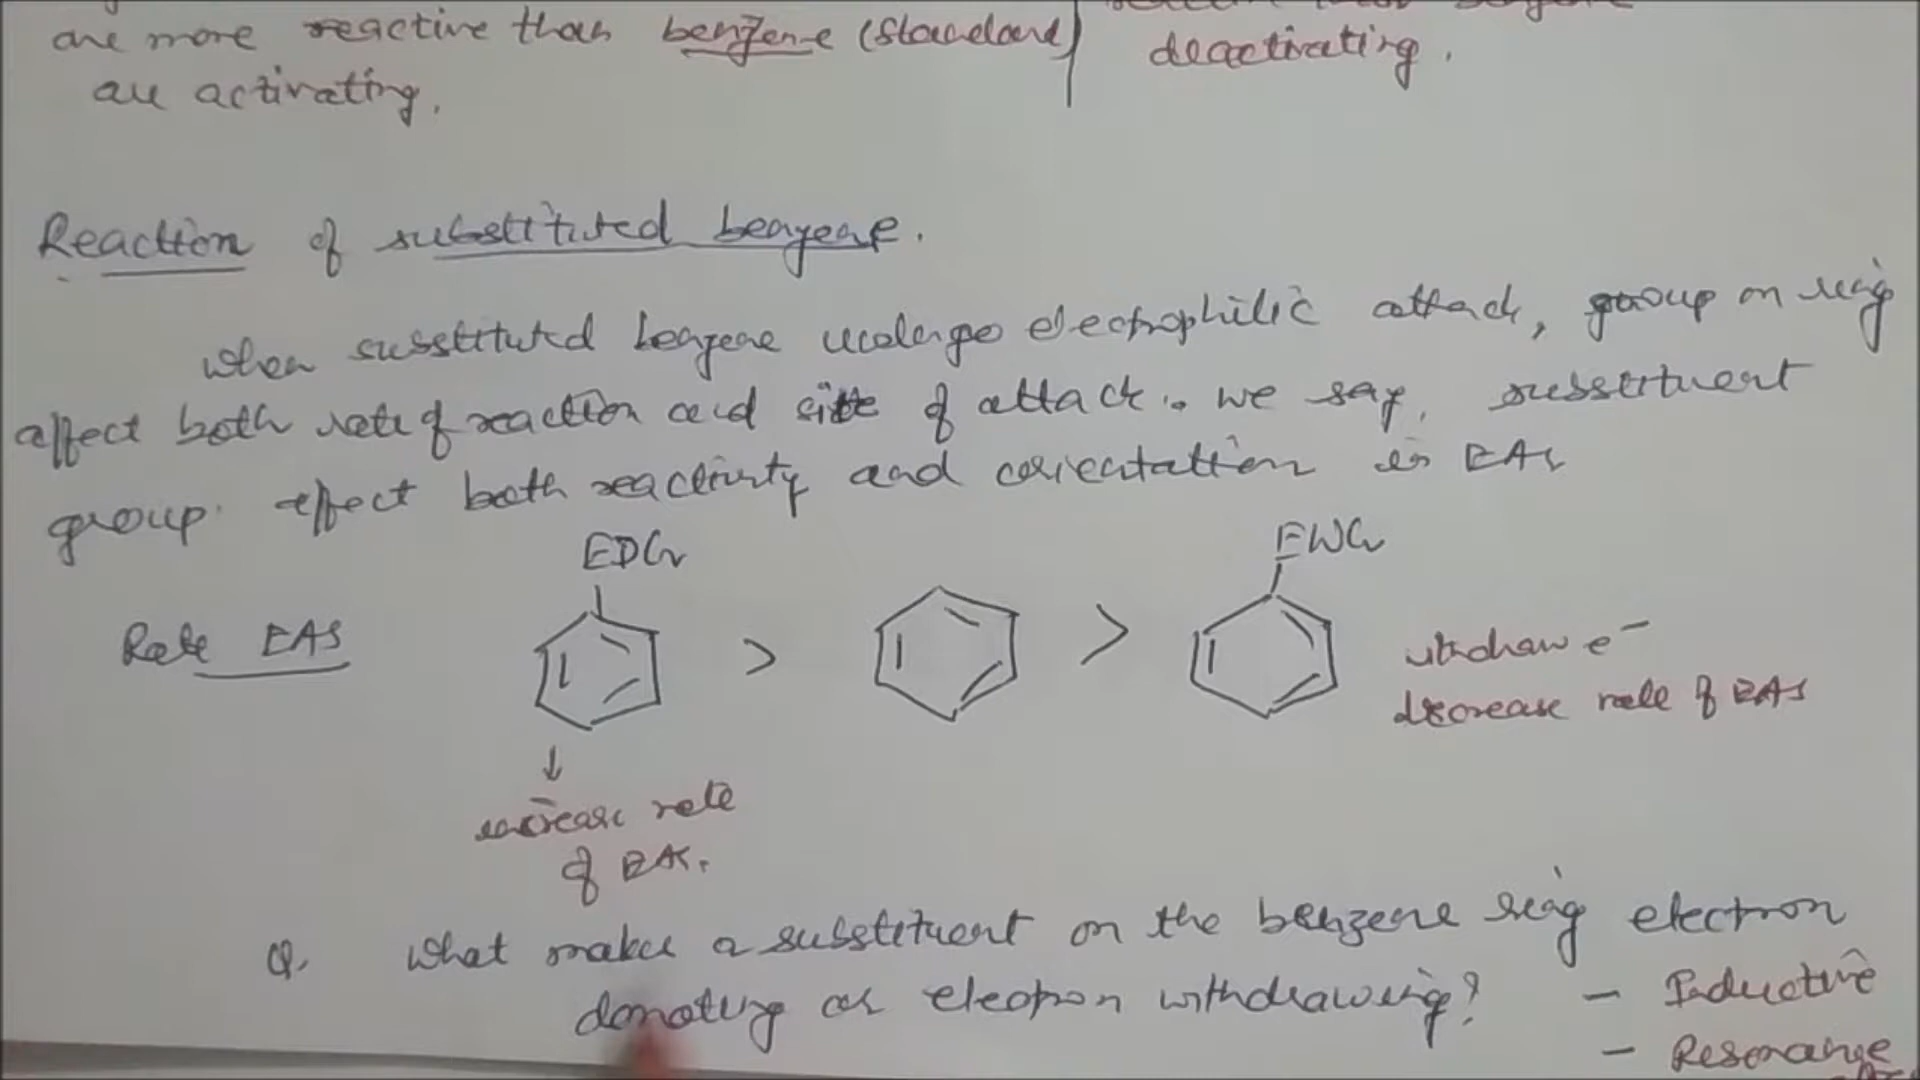 are more reactive than benzene (standard)
are activating.
deactivating.
Reaction of substituted benzene.
when substituted benzene undergo electrophilic attack, group on ring
affect both rate of reaction and site of attack. we say, substituent
group effect both reactivity and orientation in EAS
EDG
EWG
Rate EAS
>
>
withdraw e⁻
decrease rate of EAS
↓
increase rate
of EAS.
Q. what makes a substituent on the benzene ring electron
donating or electron withdrawing?
- Inductive
- Resonance